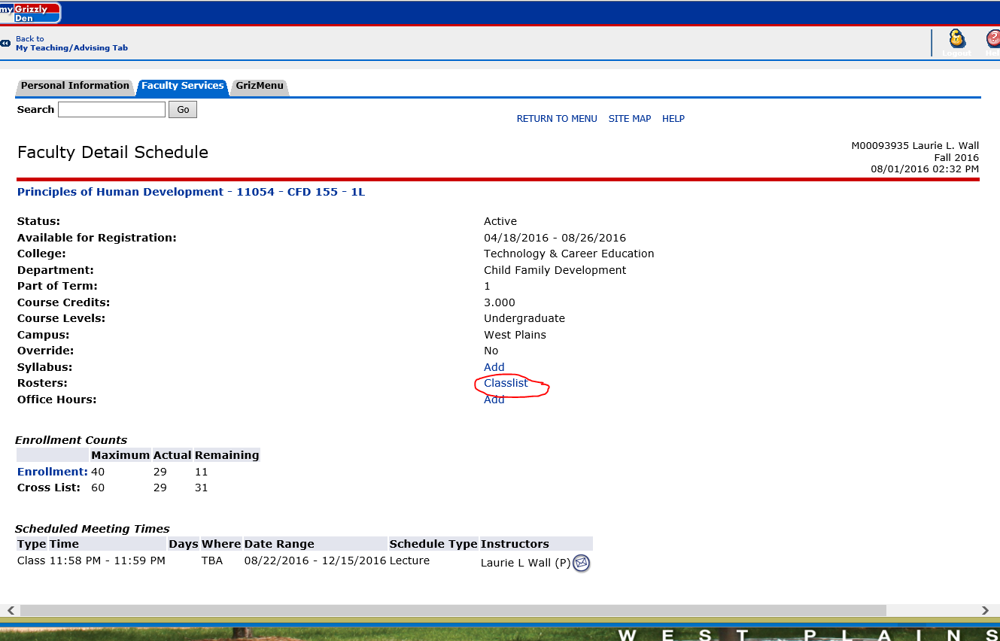 my Grizzly
Den
Back to
My Teaching/Advising Tab
Logout
Personal Information Faculty Services GrizMenu
Search Go
RETURN TO MENU SITE MAP HELP
Faculty Detail Schedule
M00093935 Laurie L. Wall
Fall 2016
08/01/2016 02:32 PM
Principles of Human Development - 11054 - CFD 155 - 1L
Status: Active
Available for Registration: 04/18/2016 - 08/26/2016
College: Technology & Career Education
Department: Child Family Development
Part of Term: 1
Course Credits: 3.000
Course Levels: Undergraduate
Campus: West Plains
Override: No
Syllabus: Add
Rosters: Classlist
Office Hours: Add
Enrollment Counts
Maximum Actual Remaining
Enrollment: 40 29 11
Cross List: 60 29 31
Scheduled Meeting Times
Type Time Days Where Date Range Schedule Type Instructors
Class 11:58 PM - 11:59 PM TBA 08/22/2016 - 12/15/2016 Lecture Laurie L Wall (P)
WEST PLAINS